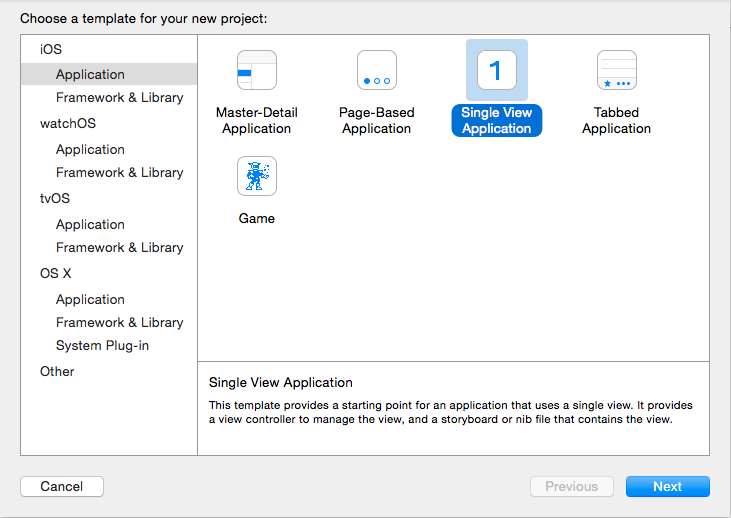 Choose a template for your new project:
iOS
Application
Framework & Library
watchOS
Application
Framework & Library
tvOS
Application
Framework & Library
OS X
Application
Framework & Library
System Plug-in
Other
1
Master-Detail
Application
Page-Based
Application
Single View
Application
Tabbed
Application
Game
Single View Application
This template provides a starting point for an application that uses a single view. It provides
a view controller to manage the view, and a storyboard or nib file that contains the view.
Cancel
Previous
Next